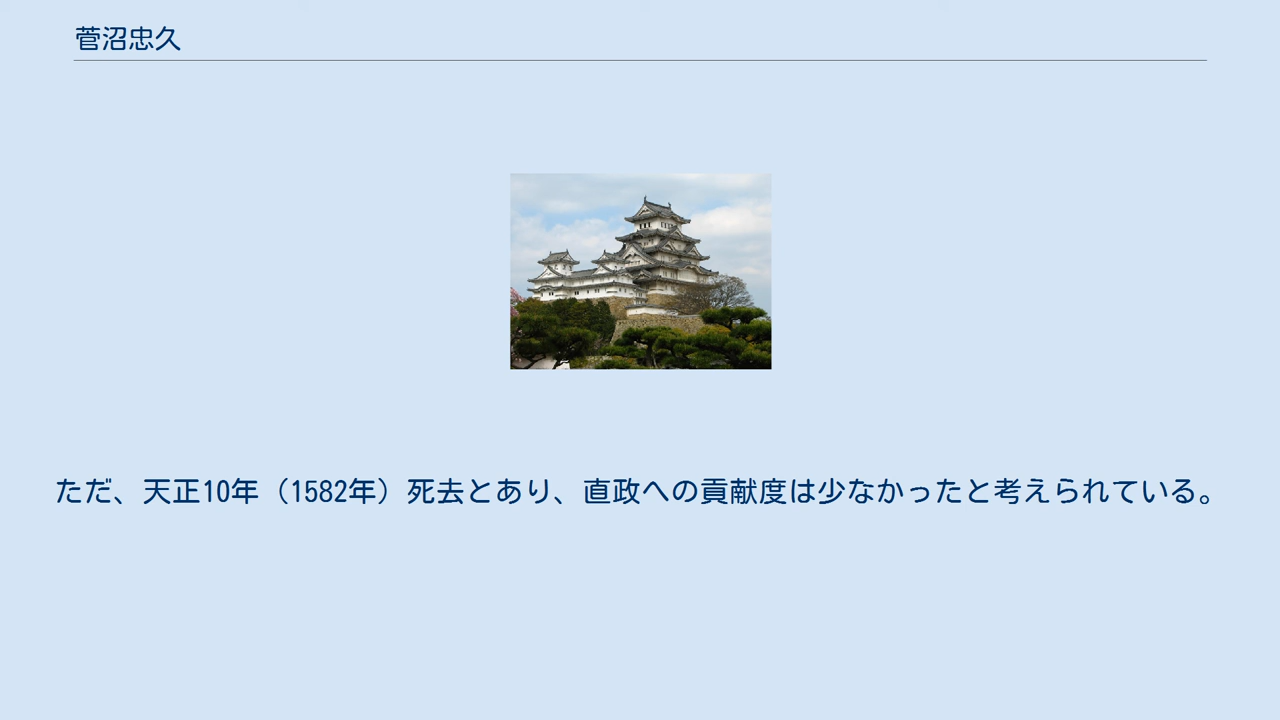 菅沼忠久
ただ、天正10年（1582年）死去とあり、直政への貢献度は少なかったと考えられている。